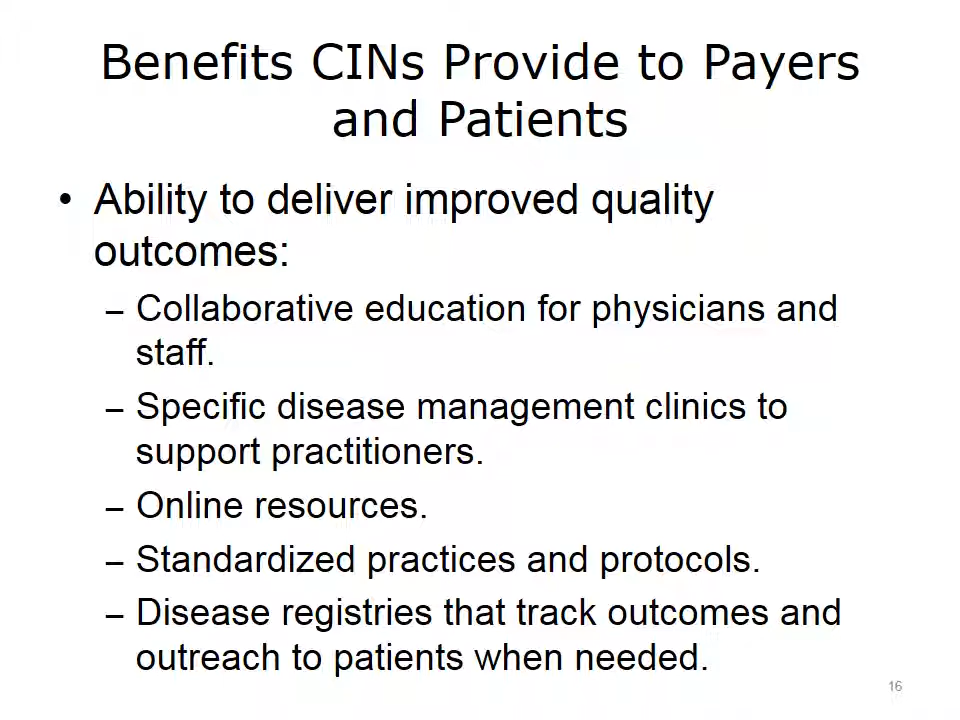 Benefits CINs Provide to Payers
and Patients
• Ability to deliver improved quality
outcomes:
– Collaborative education for physicians and
staff.
– Specific disease management clinics to
support practitioners.
– Online resources.
– Standardized practices and protocols.
– Disease registries that track outcomes and
outreach to patients when needed.
16